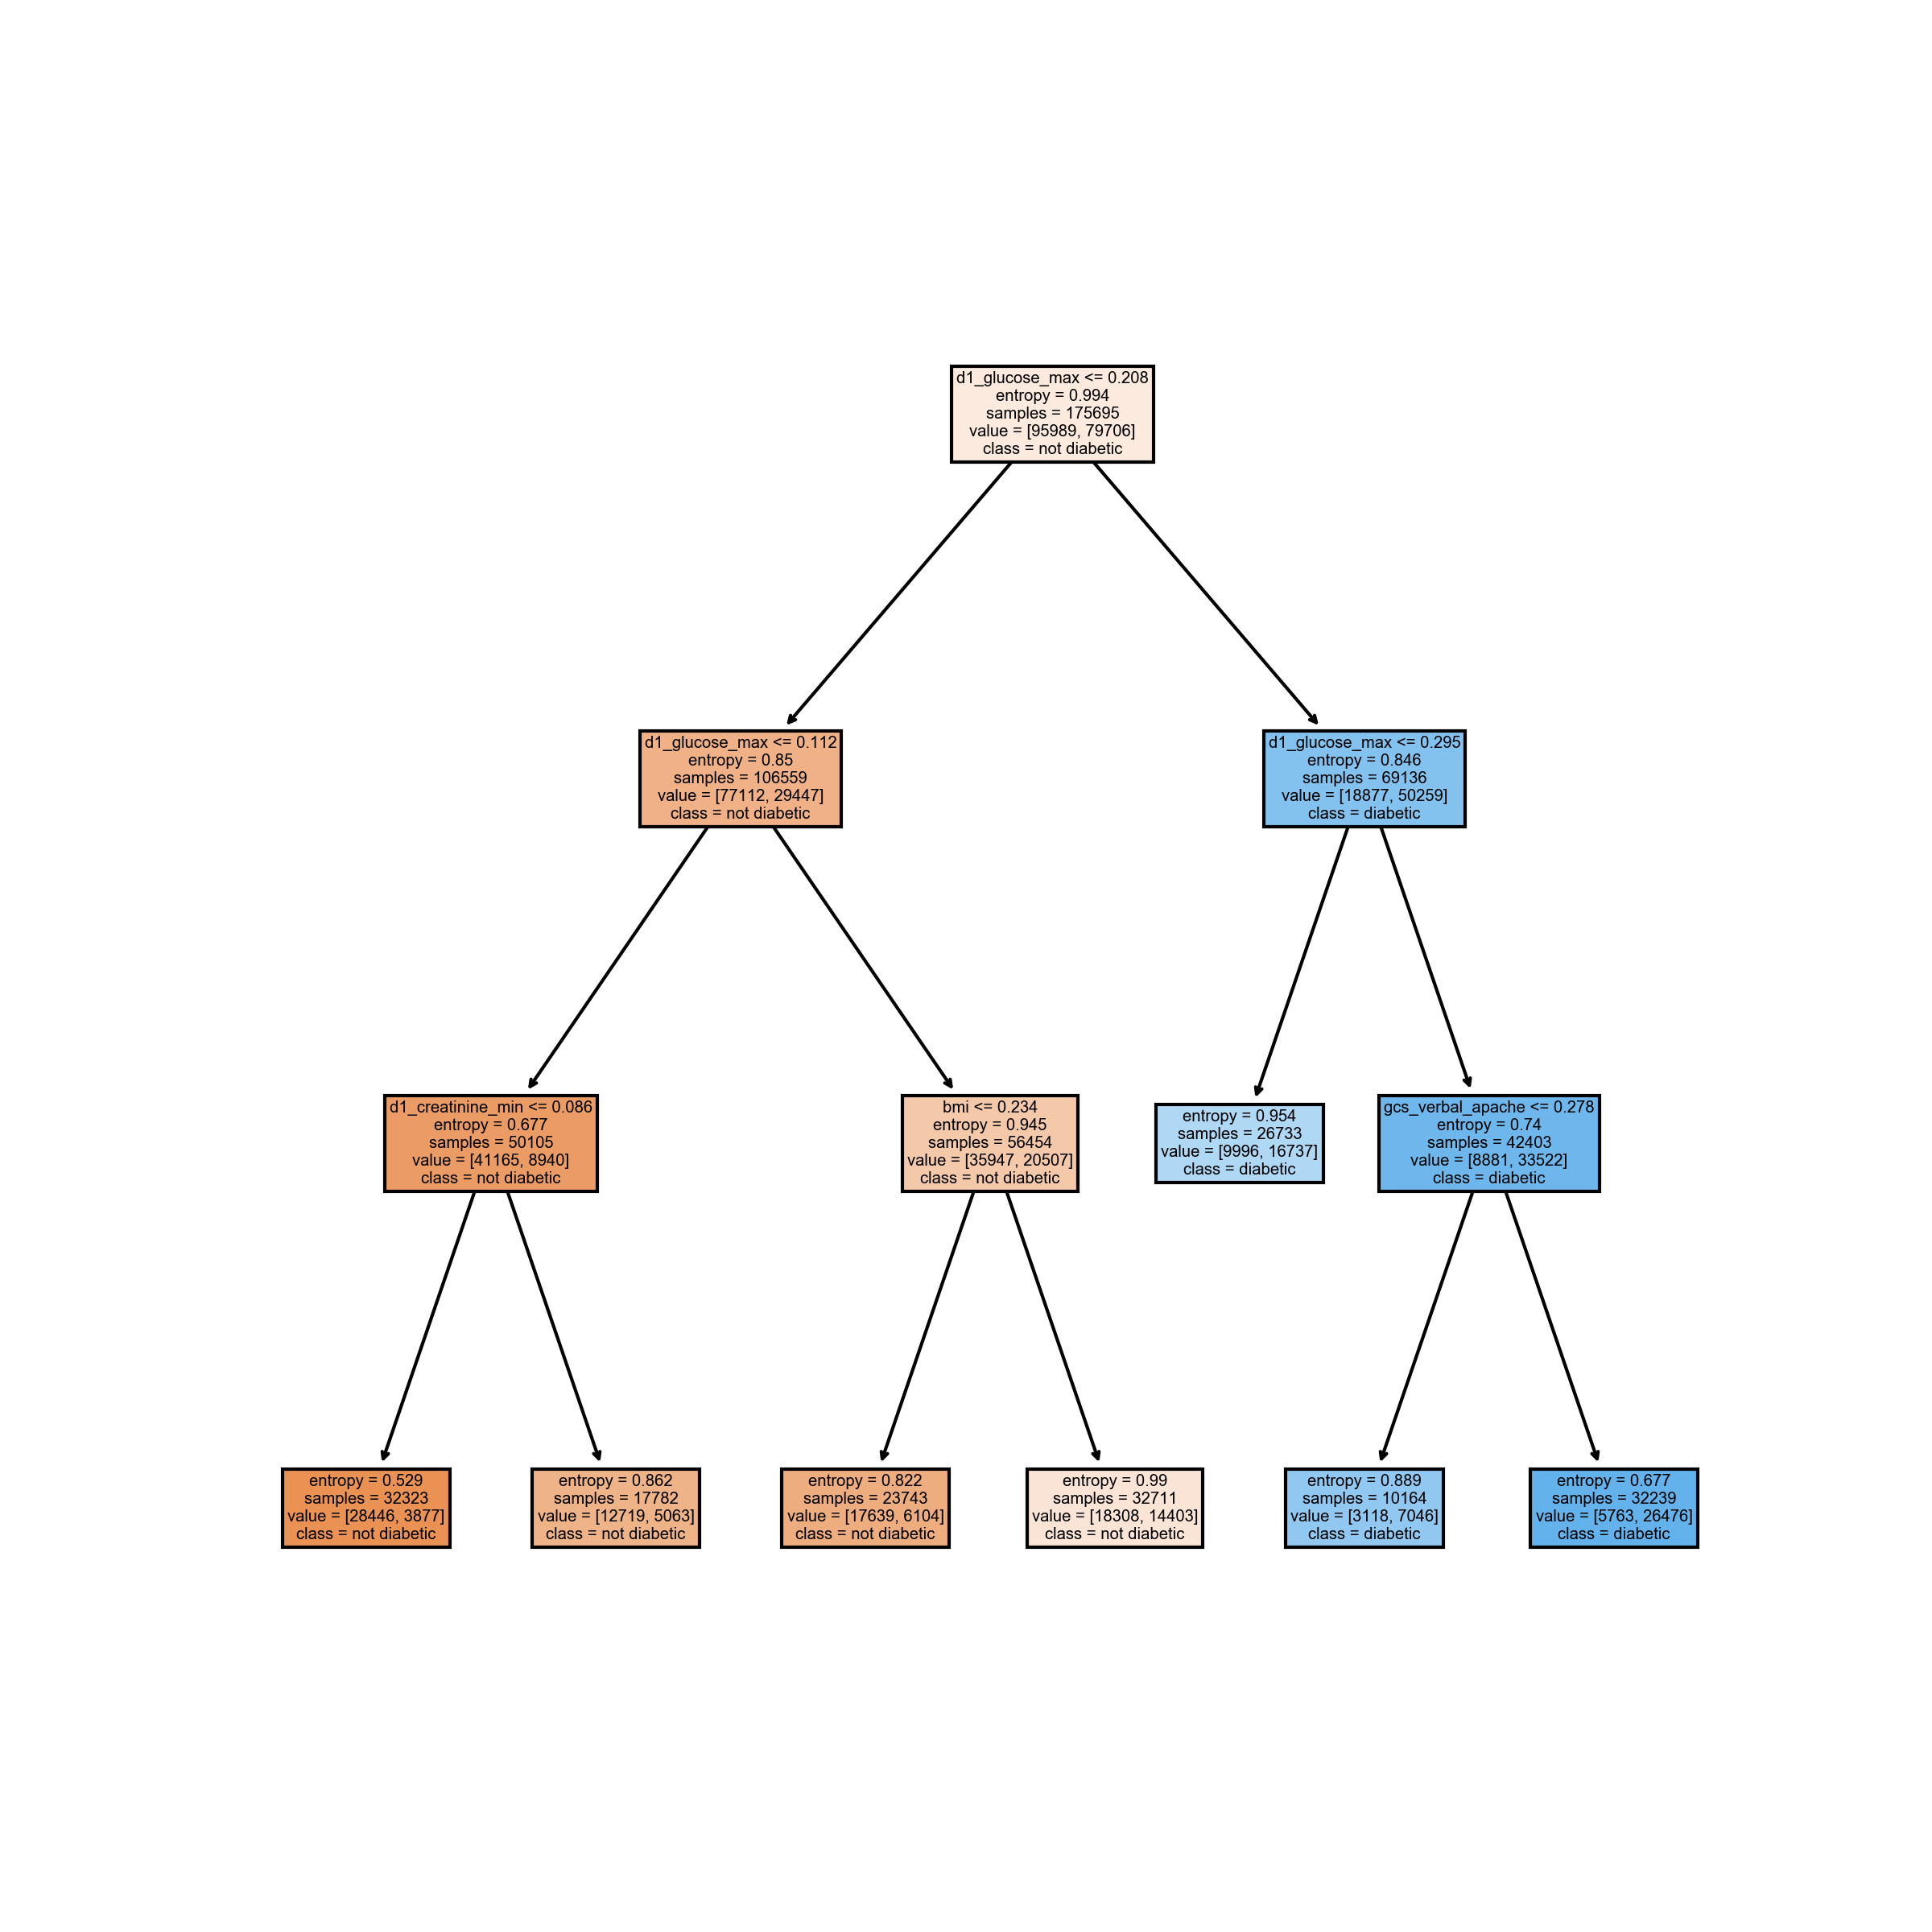 d1_glucose_max <= 0.208
entropy = 0.994
samples = 175695
value = [95989, 79706]
class = not diabetic
d1_glucose_max <= 0.112
entropy = 0.85
samples = 106559
value = [77112, 29447]
class = not diabetic
d1_glucose_max <= 0.295
entropy = 0.846
samples = 69136
value = [18877, 50259]
class = diabetic
d1_creatinine_min <= 0.086
entropy = 0.677
samples = 50105
value = [41165, 8940]
class = not diabetic
bmi <= 0.234
entropy = 0.945
samples = 56454
value = [35947, 20507]
class = not diabetic
entropy = 0.954
samples = 26733
value = [9996, 16737]
class = diabetic
gcs_verbal_apache <= 0.278
entropy = 0.74
samples = 42403
value = [8881, 33522]
class = diabetic
entropy = 0.529
samples = 32323
value = [28446, 3877]
class = not diabetic
entropy = 0.862
samples = 17782
value = [12719, 5063]
class = not diabetic
entropy = 0.822
samples = 23743
value = [17639, 6104]
class = not diabetic
entropy = 0.99
samples = 32711
value = [18308, 14403]
class = not diabetic
entropy = 0.889
samples = 10164
value = [3118, 7046]
class = diabetic
entropy = 0.677
samples = 32239
value = [5763, 26476]
class = diabetic